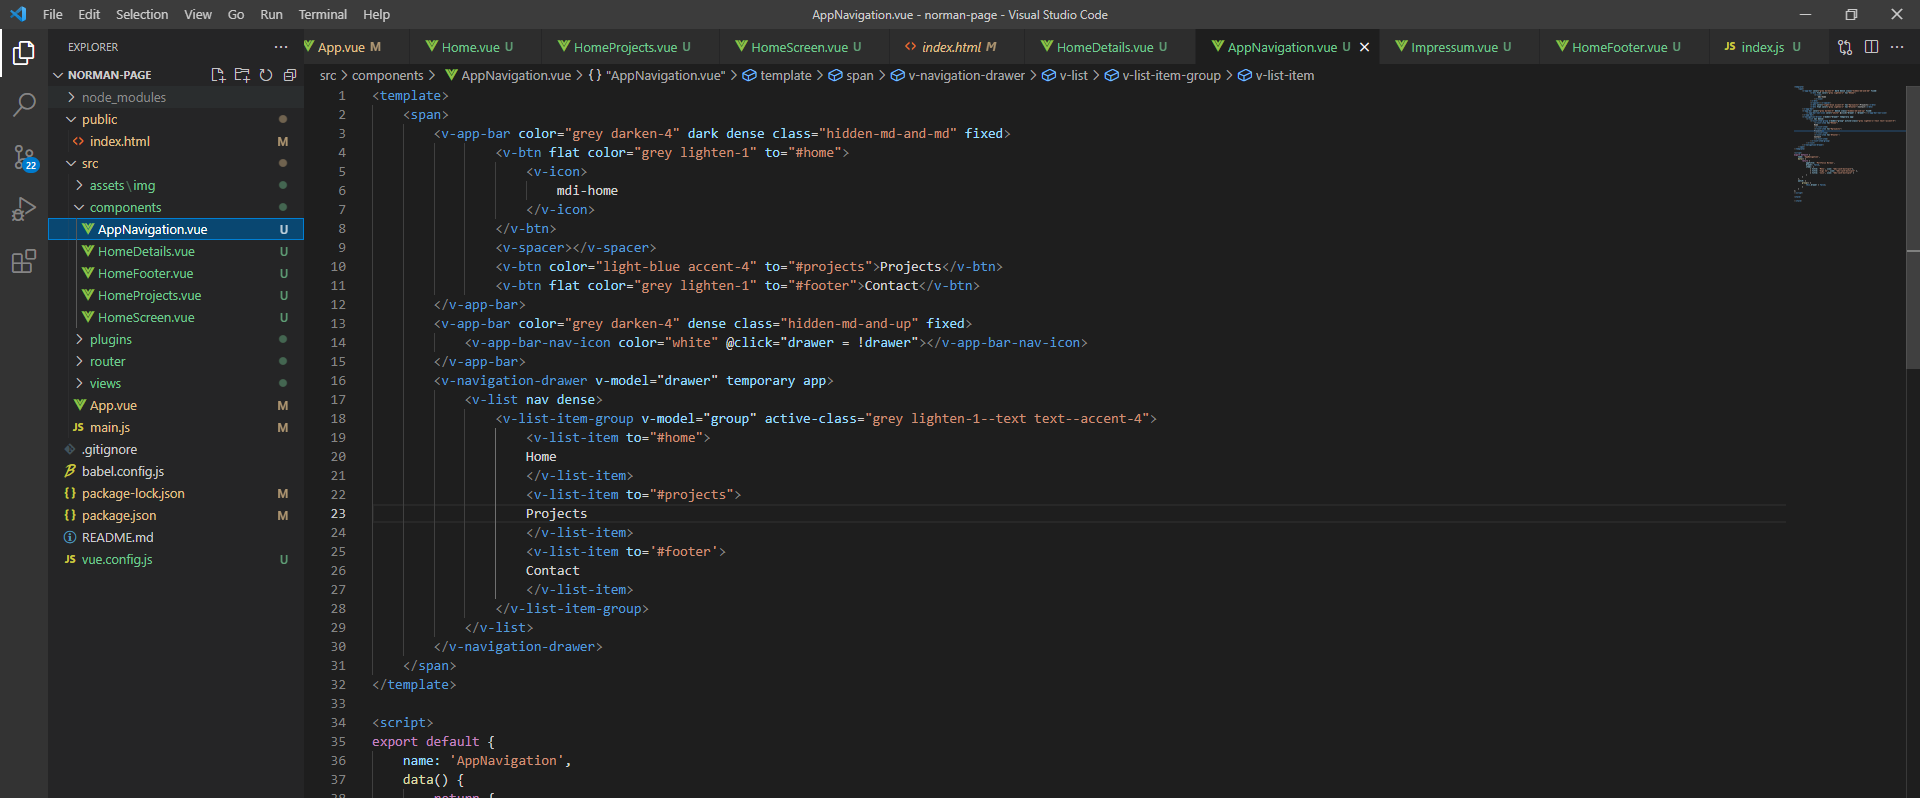 File Edit Selection View Go Run Terminal Help
AppNavigation.vue - norman-page - Visual Studio Code
EXPLORER
App.vue M
Home.vue U
HomeProjects.vue U
HomeScreen.vue U
index.html M
HomeDetails.vue U
AppNavigation.vue U
Impressum.vue U
HomeFooter.vue U
JS index.js U
NORMAN-PAGE
node_modules
public
index.html M
src
assets\img
components
AppNavigation.vue U
HomeDetails.vue U
HomeFooter.vue U
HomeProjects.vue U
HomeScreen.vue U
plugins
router
views
App.vue M
JS main.js M
.gitignore
babel.config.js
{} package-lock.json M
{} package.json M
README.md
JS vue.config.js U
22
src > components > AppNavigation.vue > {} "AppNavigation.vue" > template > span > v-navigation-drawer > v-list > v-list-item-group > v-list-item
1 <template>
2 <span>
3 <v-app-bar color="grey darken-4" dark dense class="hidden-md-and-md" fixed>
4 <v-btn flat color="grey lighten-1" to="#home">
5 <v-icon>
6 mdi-home
7 </v-icon>
8 </v-btn>
9 <v-spacer></v-spacer>
10 <v-btn color="light-blue accent-4" to="#projects">Projects</v-btn>
11 <v-btn flat color="grey lighten-1" to="#footer">Contact</v-btn>
12 </v-app-bar>
13 <v-app-bar color="grey darken-4" dense class="hidden-md-and-up" fixed>
14 <v-app-bar-nav-icon color="white" @click="drawer = !drawer"></v-app-bar-nav-icon>
15 </v-app-bar>
16 <v-navigation-drawer v-model="drawer" temporary app>
17 <v-list nav dense>
18 <v-list-item-group v-model="group" active-class="grey lighten-1--text text--accent-4">
19 <v-list-item to="#home">
20 Home
21 </v-list-item>
22 <v-list-item to="#projects">
23 Projects
24 </v-list-item>
25 <v-list-item to='#footer'>
26 Contact
27 </v-list-item>
28 </v-list-item-group>
29 </v-list>
30 </v-navigation-drawer>
31 </span>
32 </template>
33
34 <script>
35 export default {
36 name: 'AppNavigation',
37 data() {
38 return {